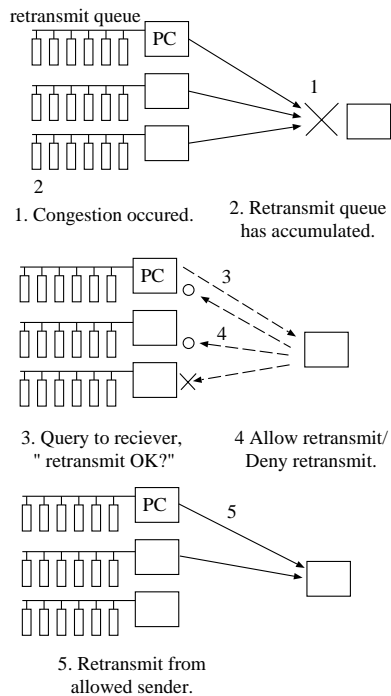 retransmit queue
PC
1
2
1. Congestion occured.
2. Retransmit queue
has accumulated.
PC
3
4
3. Query to reciever,
" retransmit OK?"
4 Allow retransmit/
Deny retransmit.
PC
5
5. Retransmit from
allowed sender.